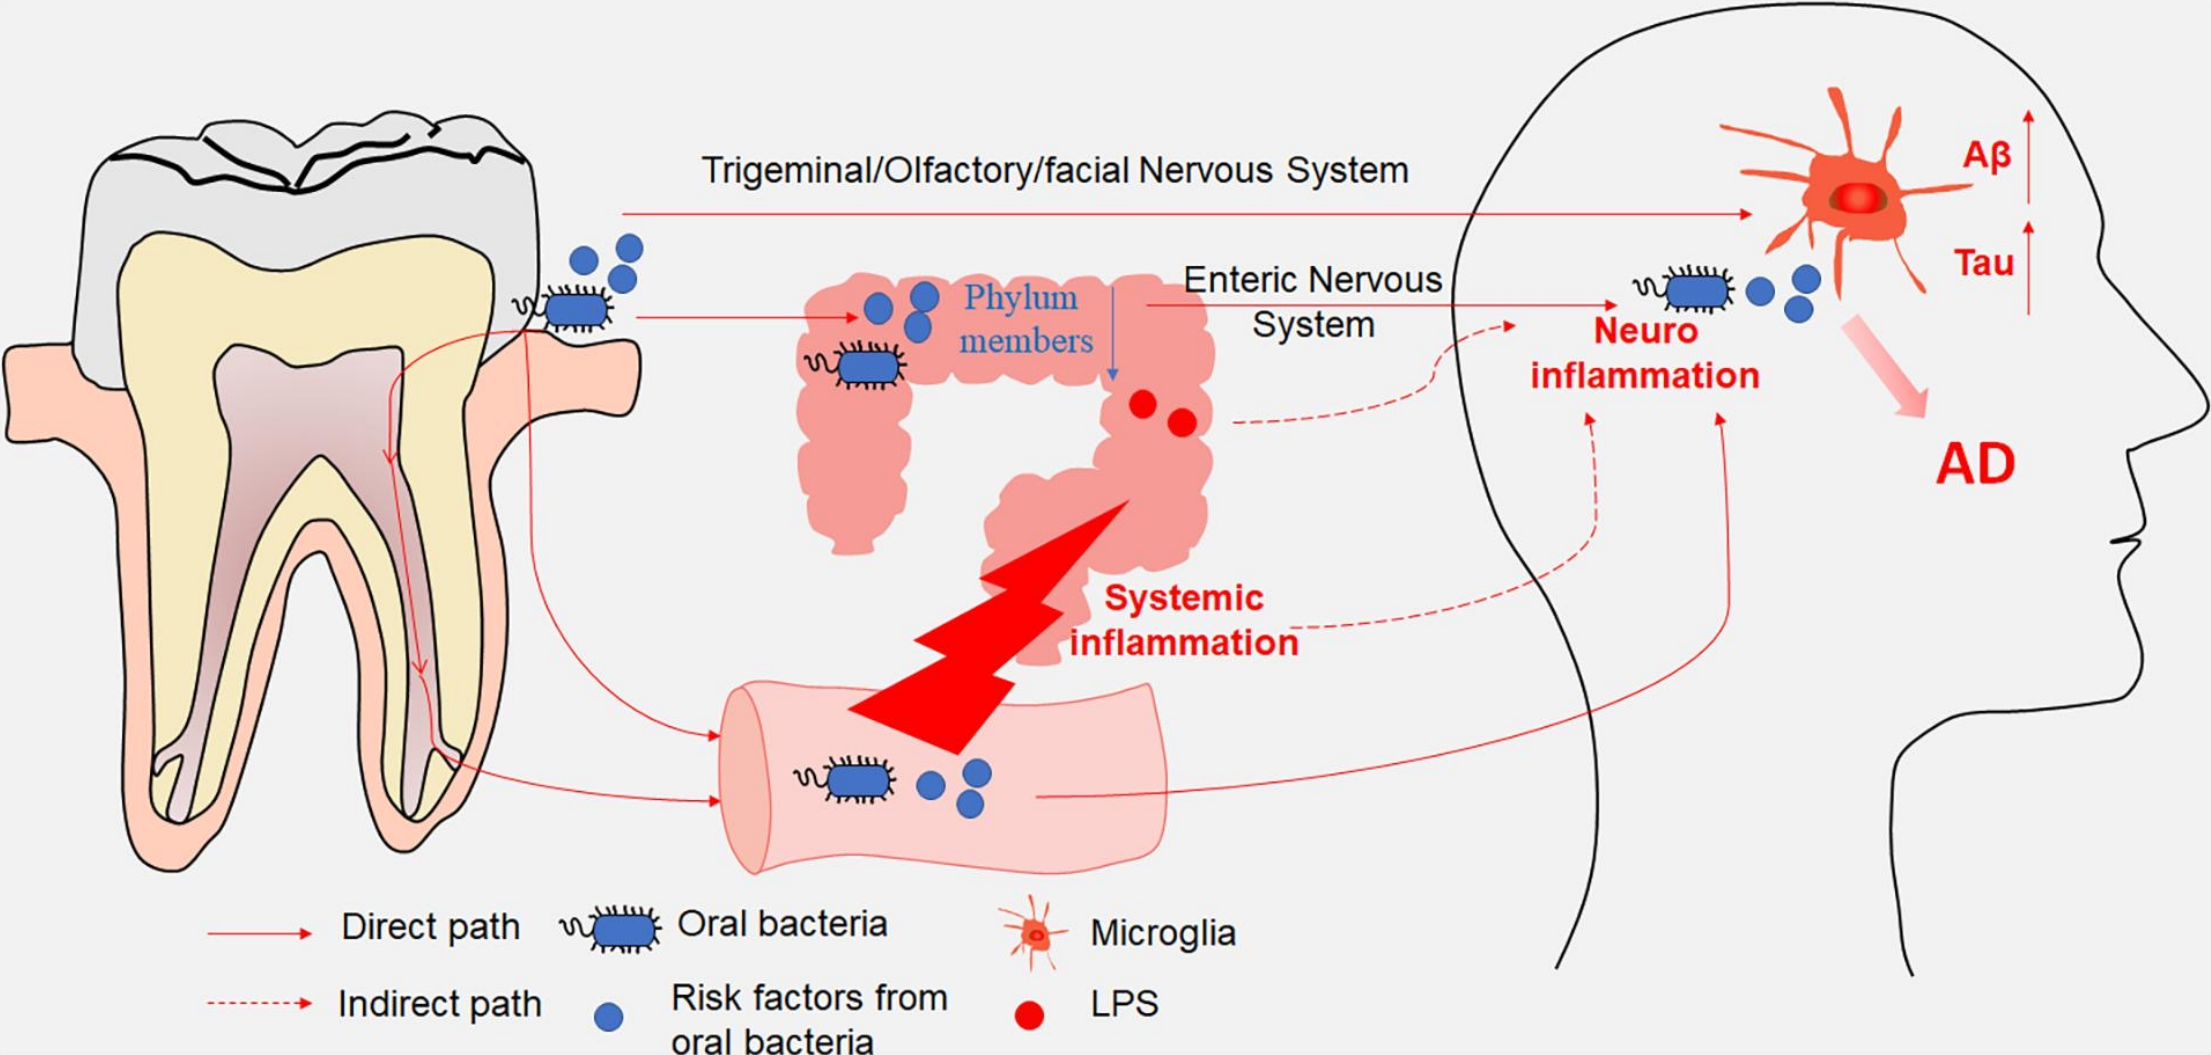 Trigeminal/Olfactory/facial Nervous System
Aβ
Tau
Phylum
members
Enteric Nervous
System
Neuro
inflammation
AD
Systemic
inflammation
Direct path
Oral bacteria
Microglia
Indirect path
Risk factors from
oral bacteria
LPS